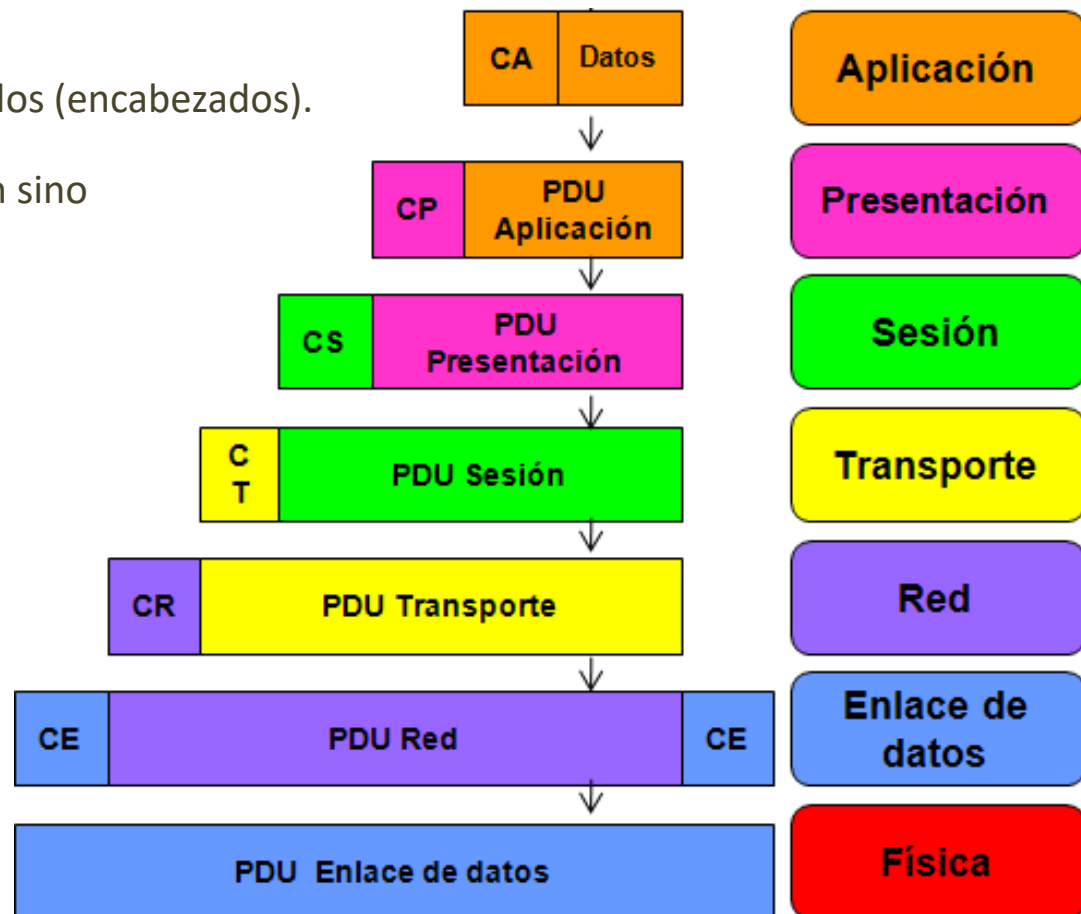 CA
Datos
Aplicación
dos (encabezados).
CP
PDU
Aplicación
Presentación
n sino
CS
PDU
Presentación
Sesión
C
T
PDU Sesión
Transporte
CR
PDU Transporte
Red
CE
PDU Red
CE
Enlace de
datos
PDU Enlace de datos
Física